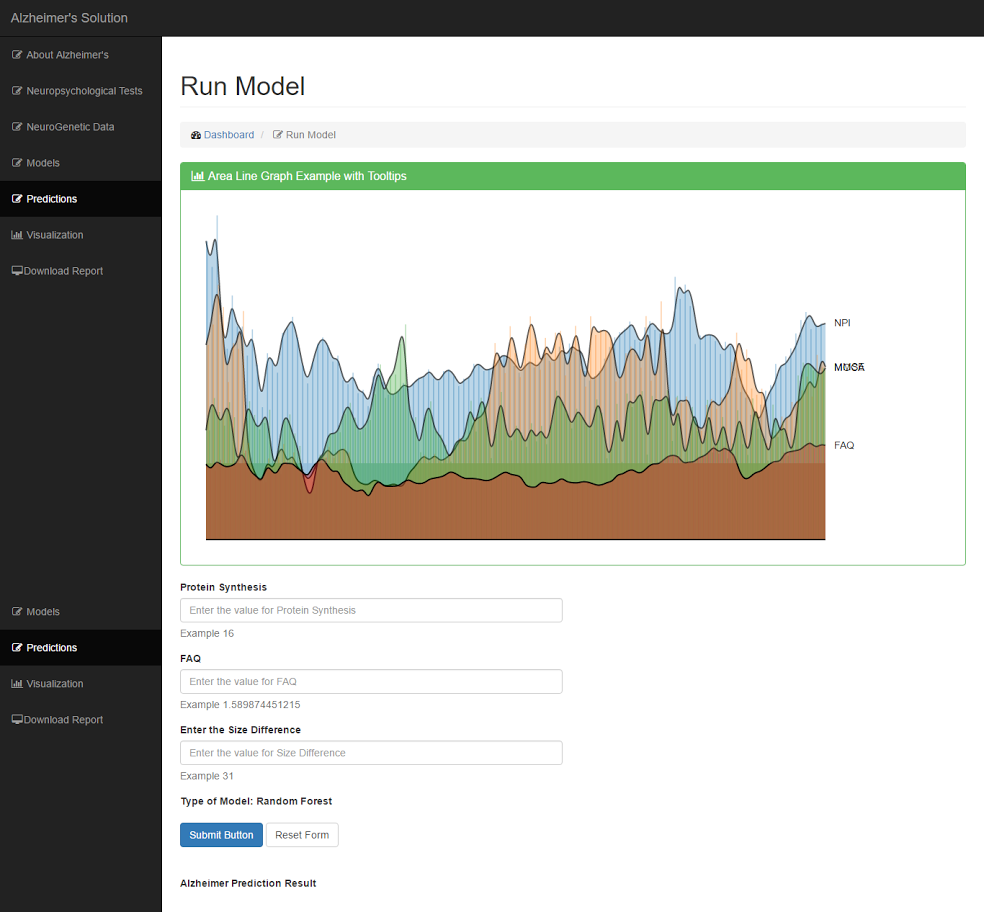 Alzheimer's Solution
About Alzheimer's
Neuropsychological Tests
NeuroGenetic Data
Models
Predictions
Visualization
Download Report
Models
Predictions
Visualization
Download Report
Run Model
Dashboard / Run Model
Area Line Graph Example with Tooltips
NPI
FAQ
Protein Synthesis
Enter the value for Protein Synthesis
Example 16
FAQ
Enter the value for FAQ
Example 1.589874451215
Enter the Size Difference
Enter the value for Size Difference
Example 31
Type of Model: Random Forest
Submit Button
Reset Form
Alzheimer Prediction Result